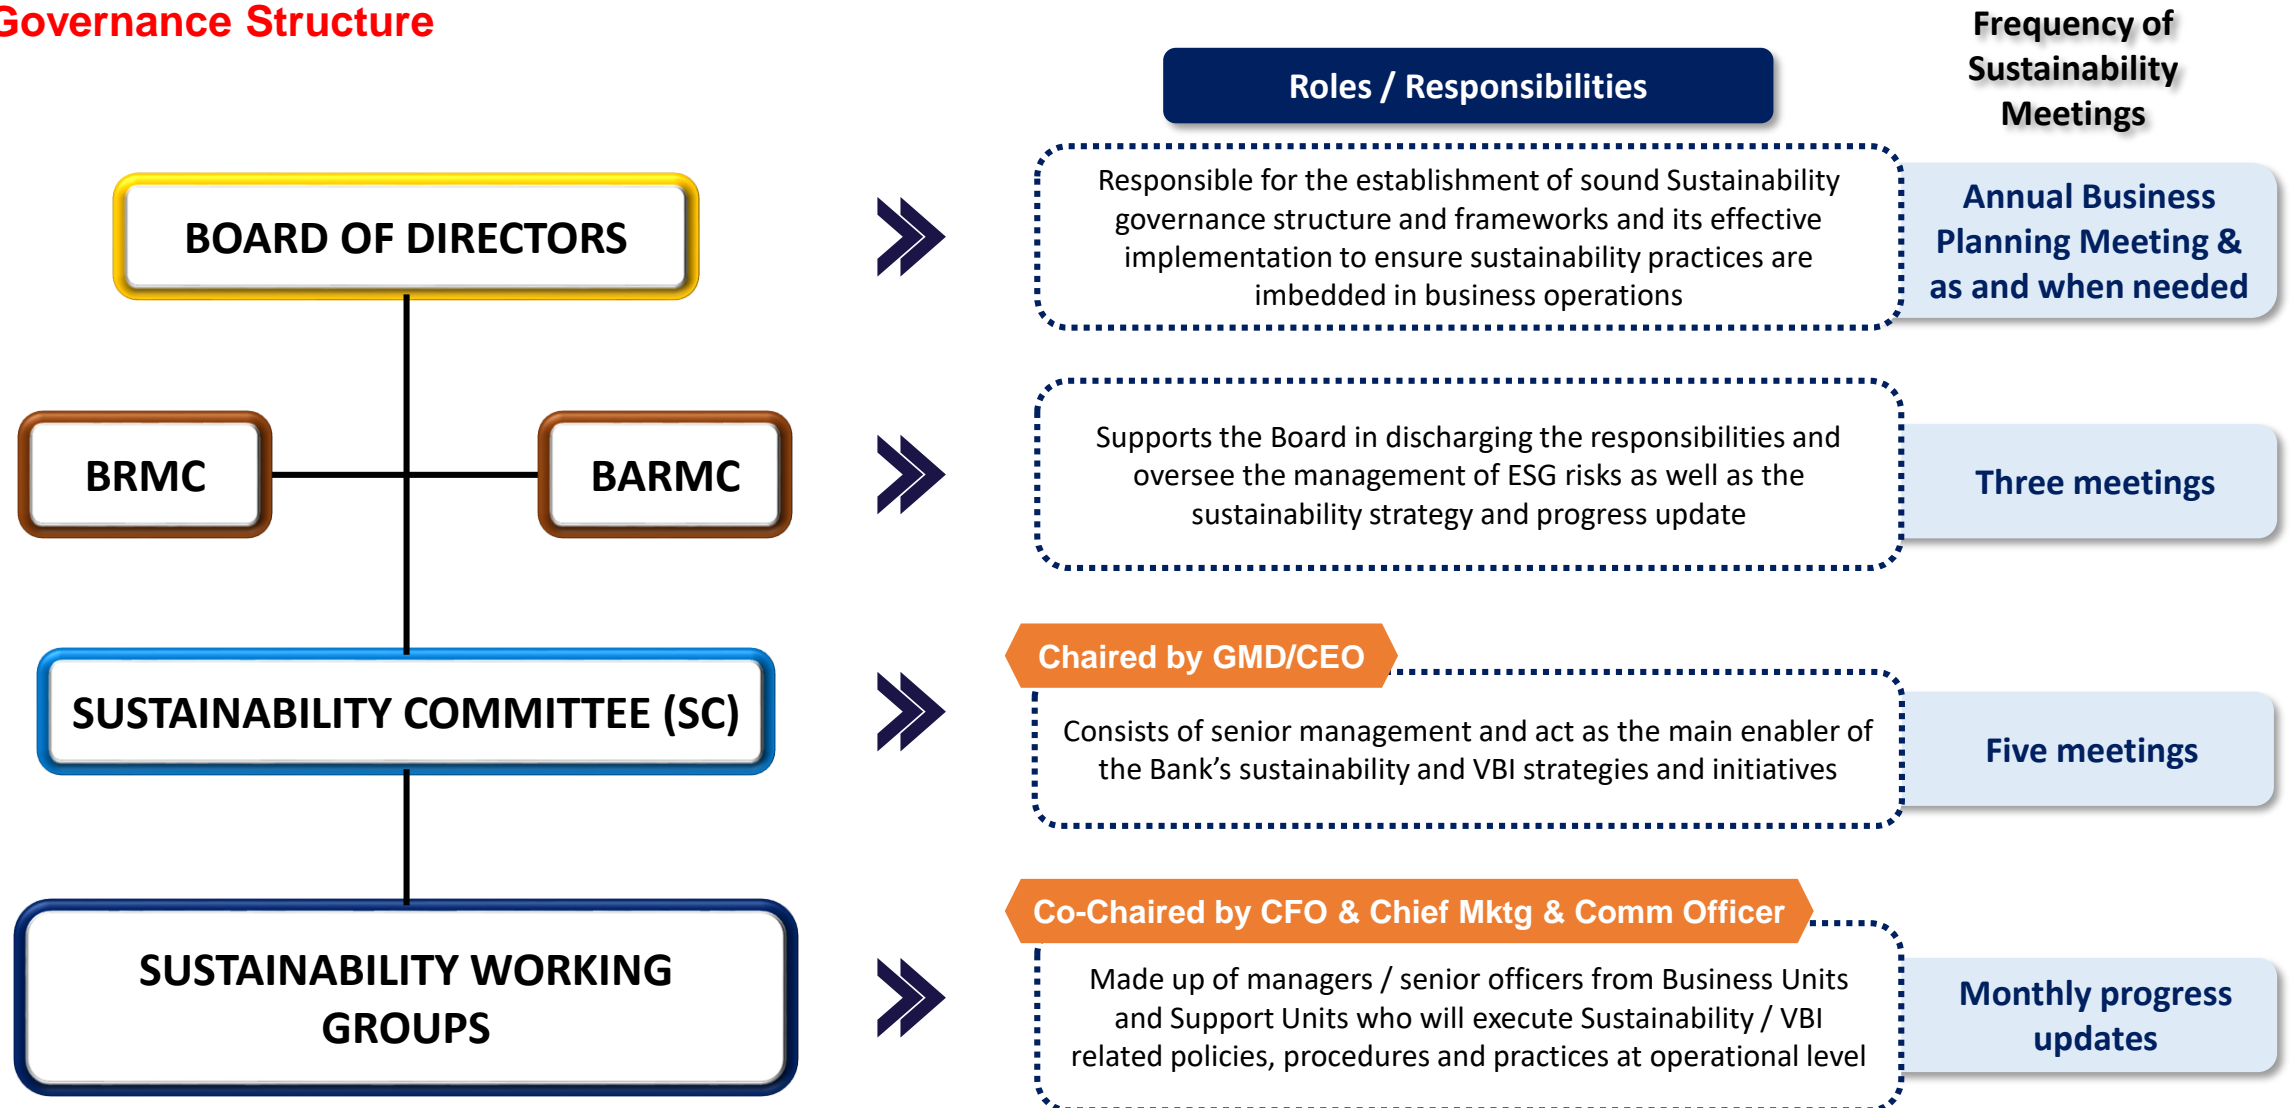 Governance Structure
Frequency of
Sustainability
Meetings
Roles / Responsibilities
BOARD OF DIRECTORS
Responsible for the establishment of sound Sustainability
governance structure and frameworks and its effective
implementation to ensure sustainability practices are
imbedded in business operations
Annual Business
Planning Meeting &
as and when needed
BRMC
BARMC
Supports the Board in discharging the responsibilities and
oversee the management of ESG risks as well as the
sustainability strategy and progress update
Three meetings
SUSTAINABILITY COMMITTEE (SC)
Chaired by GMD/CEO
Consists of senior management and act as the main enabler of
the Bank’s sustainability and VBI strategies and initiatives
Five meetings
SUSTAINABILITY WORKING
GROUPS
Co-Chaired by CFO & Chief Mktg & Comm Officer
Made up of managers / senior officers from Business Units
and Support Units who will execute Sustainability / VBI
related policies, procedures and practices at operational level
Monthly progress
updates